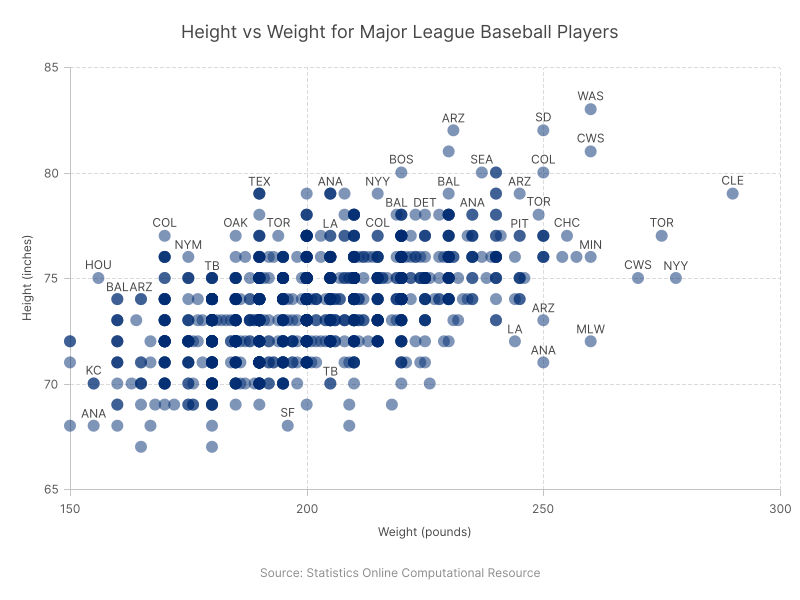 Height vs Weight for Major League Baseball Players
85
WAS
ARZ SD
CWS
BOS SEA COL
80
TEX ANA NYY BAL ARZ CLE
BAL DET ANA TOR
COL OAK TOR LA COL PIT CHC TOR
NYM MIN
HOU TB CWS NYY
75
BAL ARZ
ARZ
LA MLW
ANA
KC TB
70
ANA SF
65
150 200 250 300
Height (inches)
Weight (pounds)
Source: Statistics Online Computational Resource